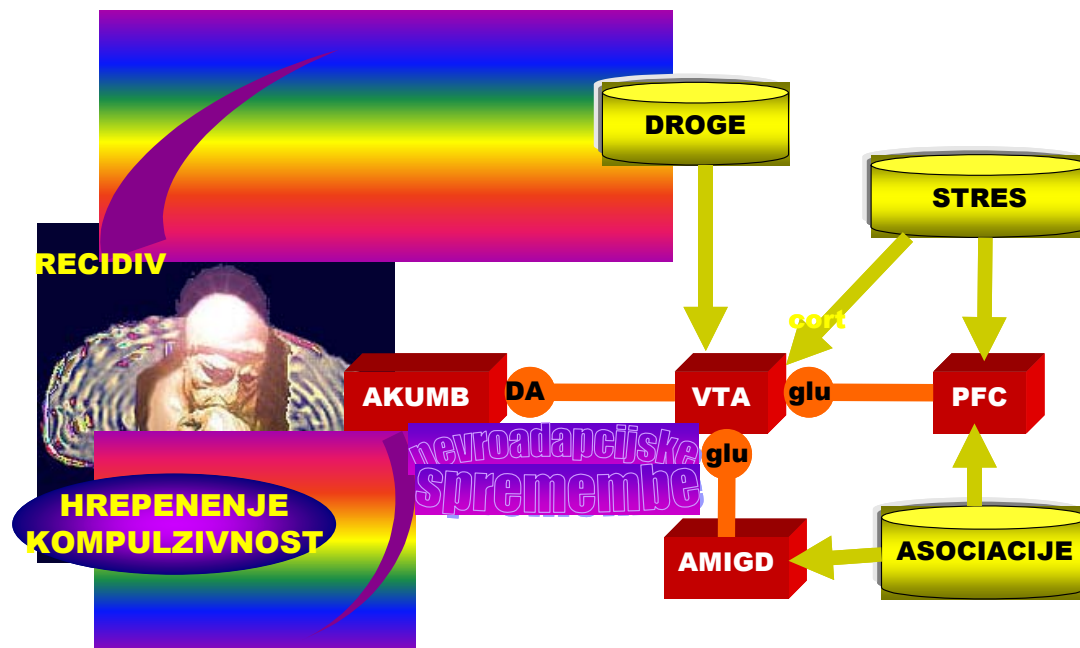 DROGE
STRES
RECIDIV
cort
AKUMB
DA
VTA
glu
PFC
nevroadapcijske
spremembe
glu
HREPENENJE
KOMPULZIVNOST
AMIGD
ASOCIACIJE